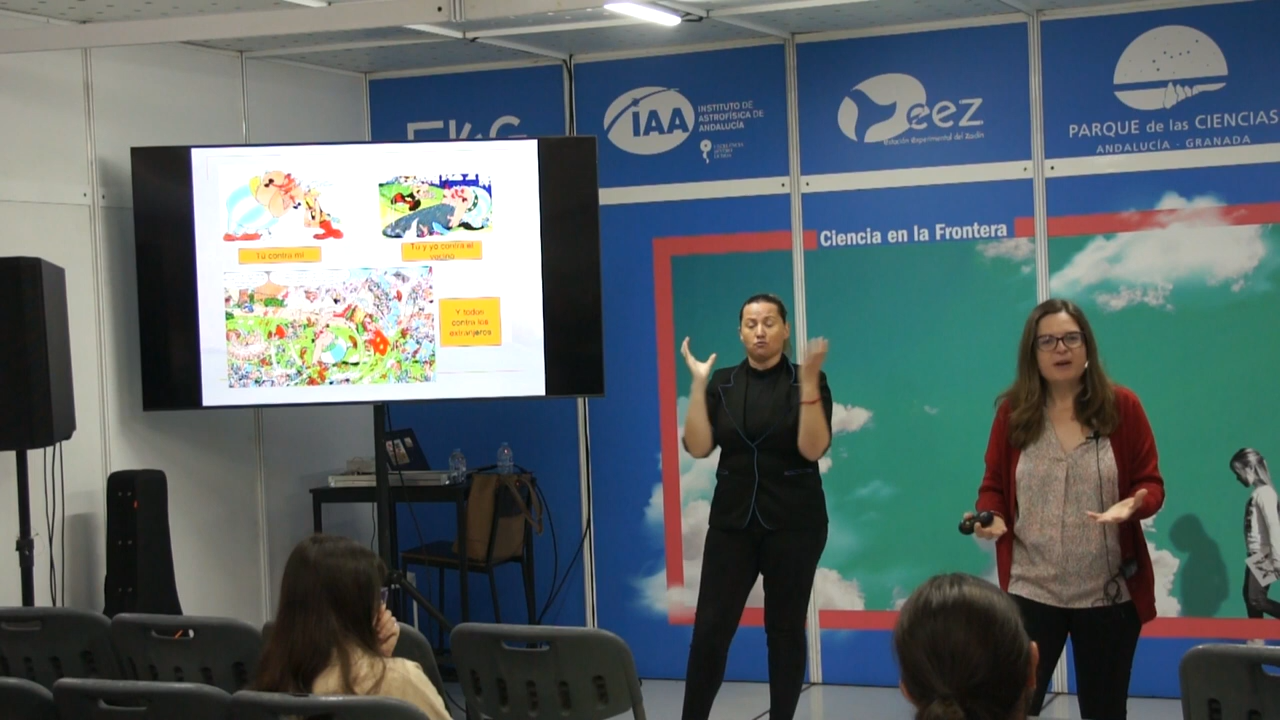 IAA
INSTITUTO DE
ASTROFÍSICA DE
ANDALUCÍA
eez
Estación Experimental del Zaidín
PARQUE de las CIENCIAS
ANDALUCÍA - GRANADA
Ciencia en la Frontera
Tú contra mí
Tú y yo contra el
vecino
Y todos
contra los
extranjeros